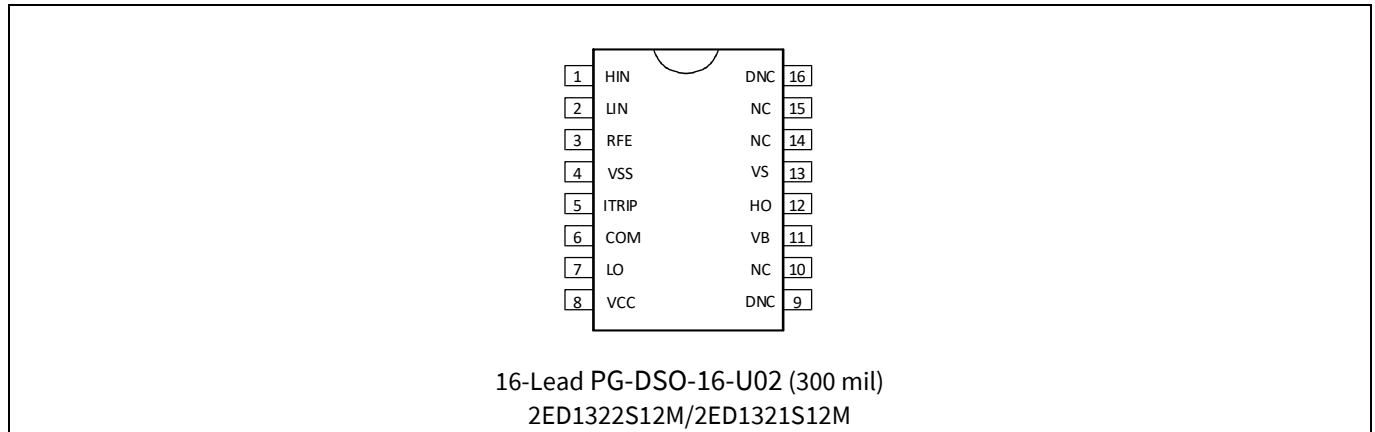 1 HIN DNC 16
2 LIN NC 15
3 RFE NC 14
4 VSS VS 13
5 ITRIP HO 12
6 COM VB 11
7 LO NC 10
8 VCC DNC 9
16-Lead PG-DSO-16-U02 (300 mil)
2ED1322S12M/2ED1321S12M